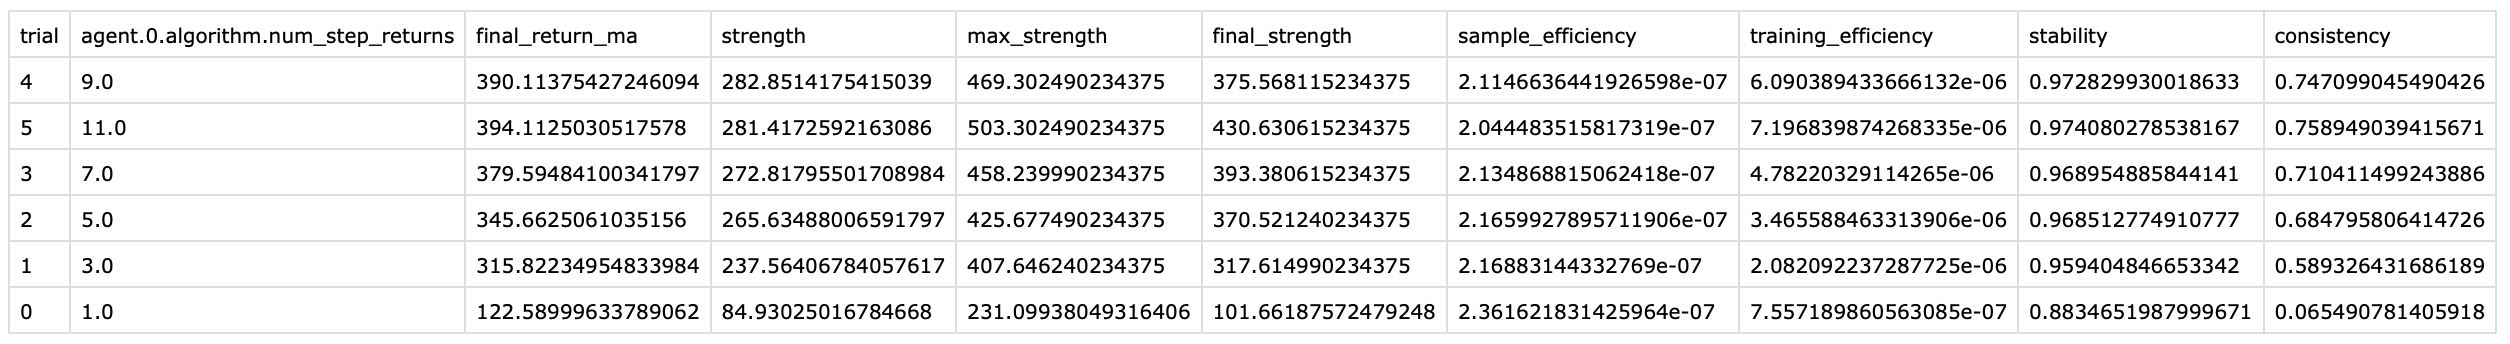 trial agent.0.algorithm.num_step_returns final_return_ma strength max_strength final_strength sample_efficiency training_efficiency stability consistency
4 9.0 390.11375427246094 282.8514175415039 469.302490234375 375.568115234375 2.1146636441926598e-07 6.090389433666132e-06 0.972829930018633 0.747099045490426
5 11.0 394.1125030517578 281.4172592163086 503.302490234375 430.630615234375 2.044483515817319e-07 7.196839874268335e-06 0.974080278538167 0.758949039415671
3 7.0 379.59484100341797 272.81795501708984 458.239990234375 393.380615234375 2.134868815062418e-07 4.78220329114265e-06 0.968954885844141 0.710411499243886
2 5.0 345.6625061035156 265.63488006591797 425.677490234375 370.521240234375 2.1659927895711906e-07 3.465588463313906e-06 0.968512774910777 0.684795806414726
1 3.0 315.82234954833984 237.56406784057617 407.646240234375 317.614990234375 2.16883144332769e-07 2.082092237287725e-06 0.959404846653342 0.589326431686189
0 1.0 122.58999633789062 84.93025016784668 231.09938049316406 101.66187572479248 2.361621831425964e-07 7.557189860563085e-07 0.8834651987999671 0.065490781405918